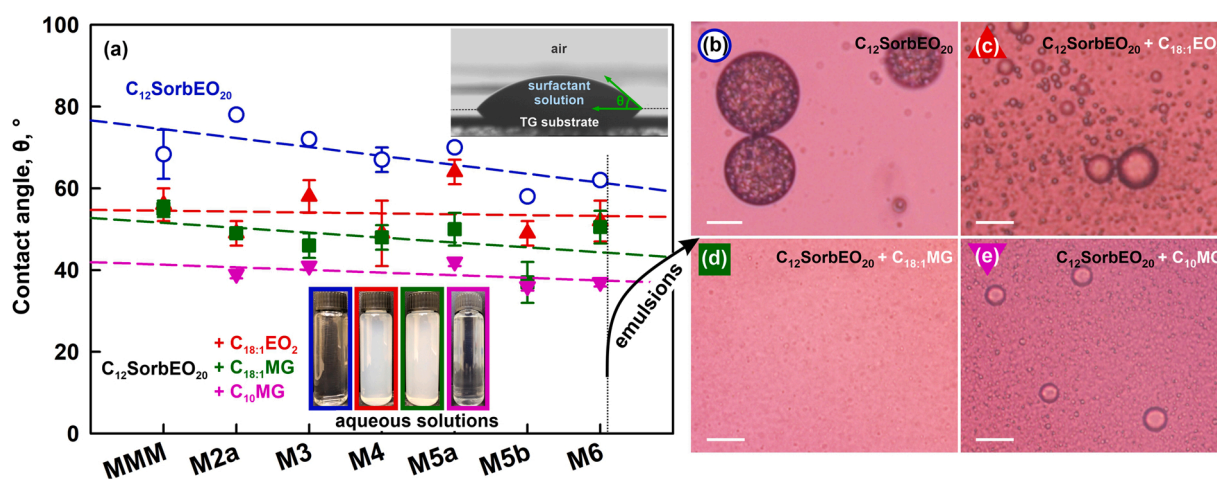 100
80
60
40
20
0
Contact angle, θ, °
(a)
C₁₂SorbEO₂₀
air
surfactant
solution
θ
TG substrate
C₁₂SorbEO₂₀
+ C₁₈:₁EO₂
+ C₁₈:₁MG
+ C₁₀MG
aqueous solutions
emulsions
MMM
M2a
M3
M4
M5a
M5b
M6
(b)
C₁₂SorbEO₂₀
(c)
C₁₂SorbEO₂₀ + C₁₈:₁EO
(d)
C₁₂SorbEO₂₀ + C₁₈:₁MG
(e)
C₁₂SorbEO₂₀ + C₁₀MG